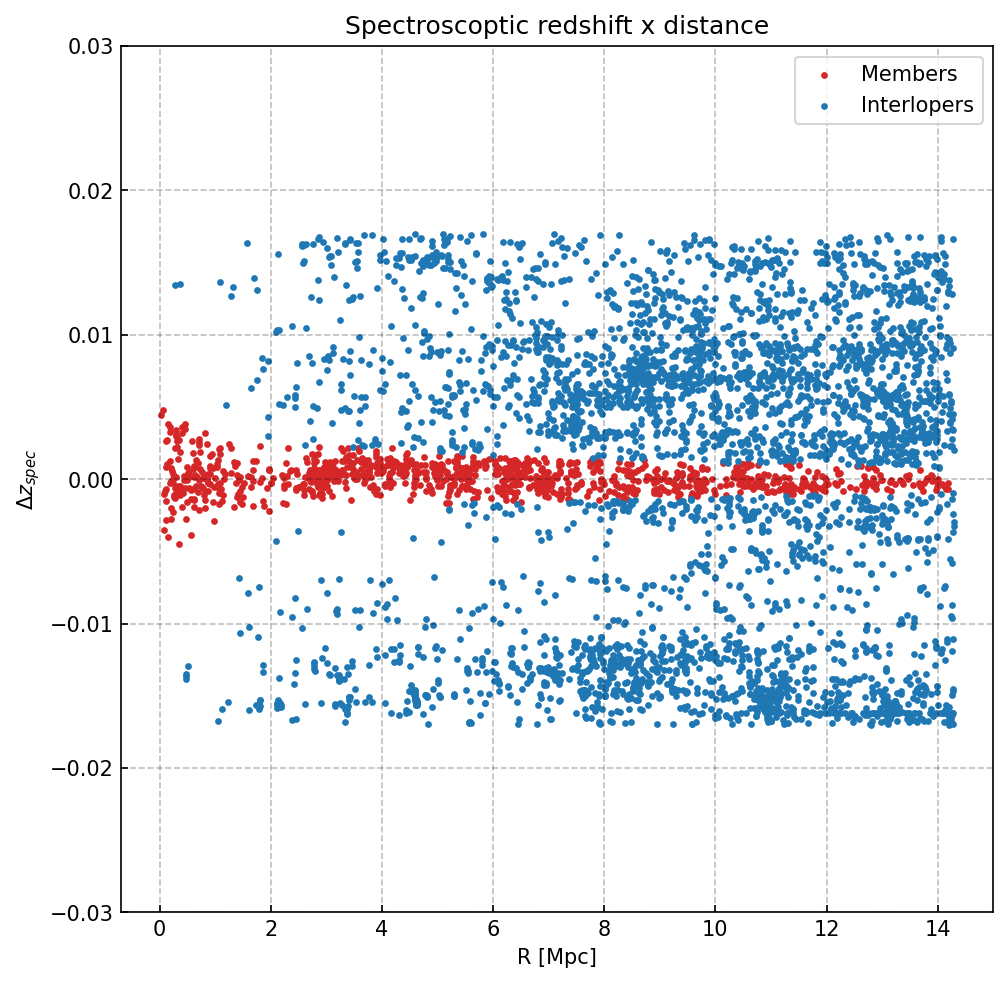 Spectroscoptic redshift x distance
Members
Interlopers
0.03
0.02
0.01
0.00
−0.01
−0.02
−0.03
Δz_spec
0 2 4 6 8 10 12 14
R [Mpc]